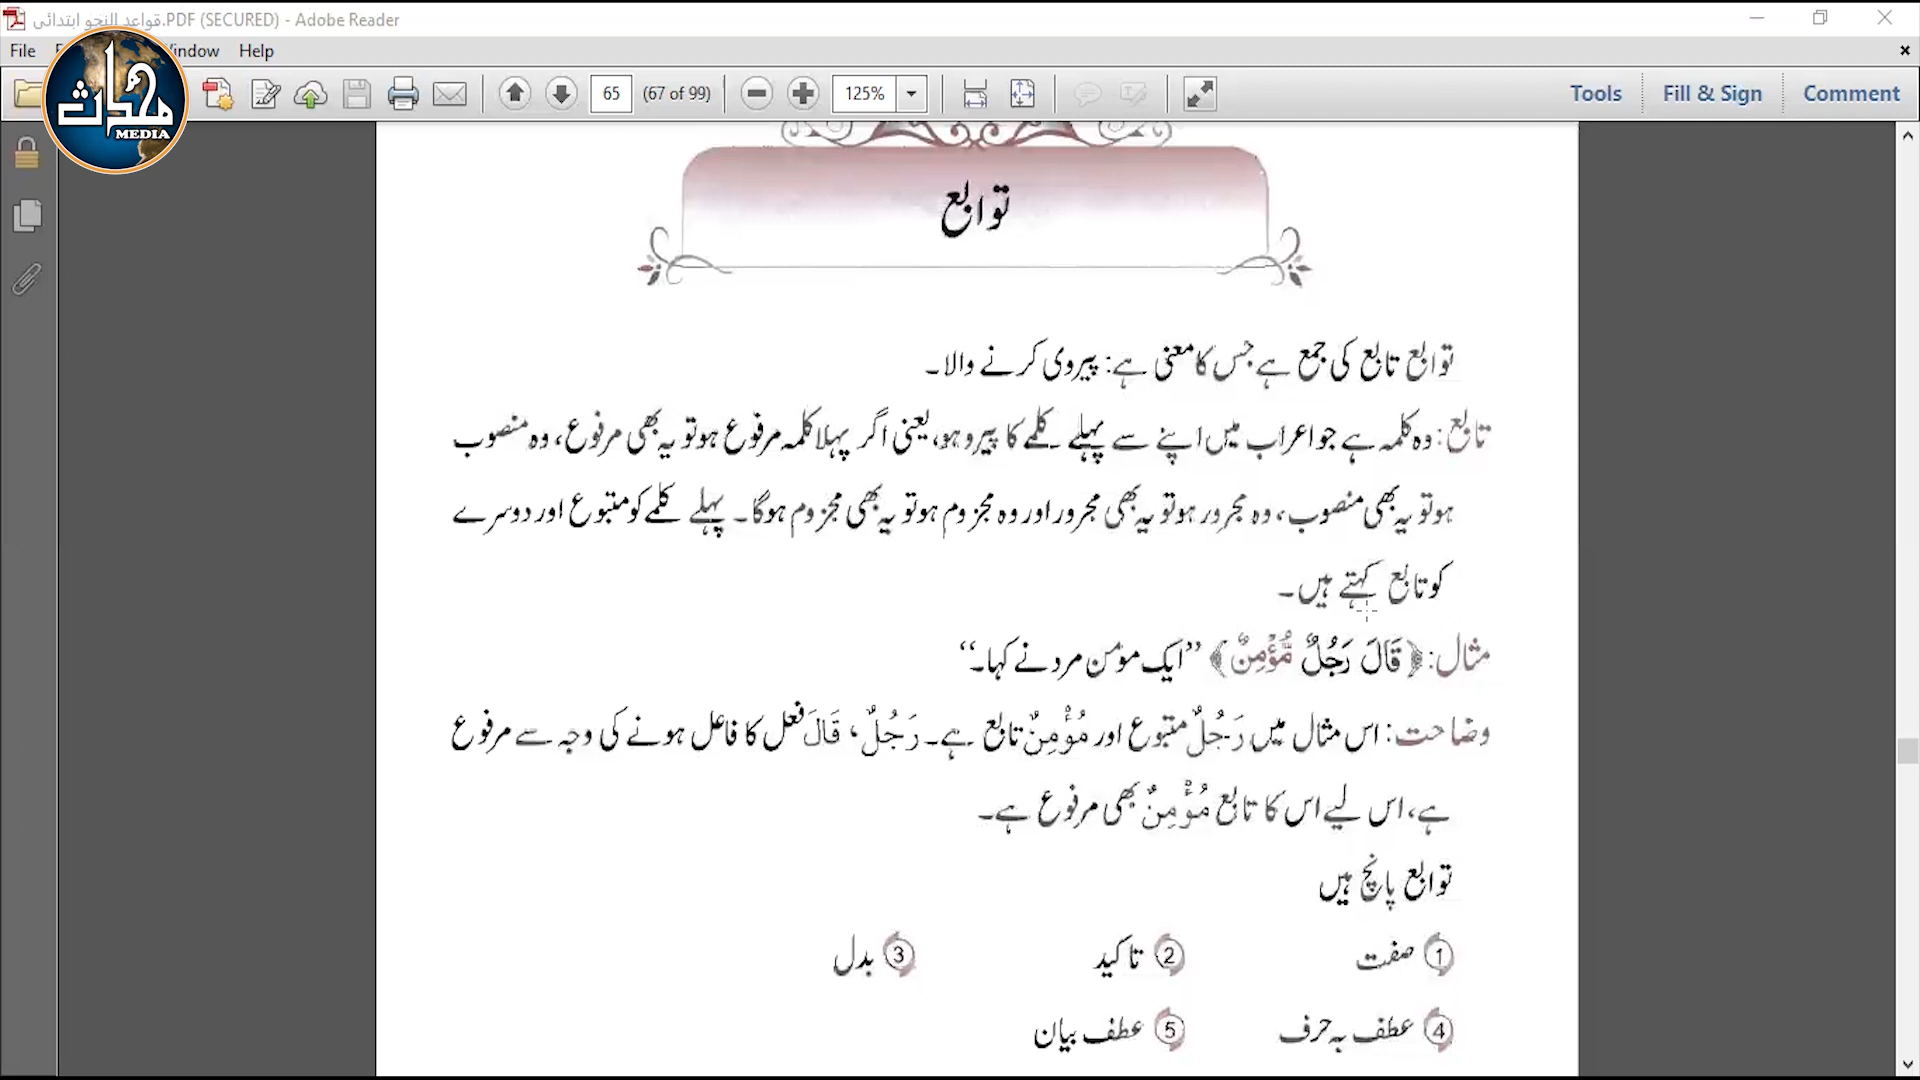 قواعد النحو ابتدائی.PDF (SECURED) - Adobe Reader
File Window Help
65 (67 of 99) 125% Tools Fill & Sign Comment
MEDIA
توابع
توابع تابع کی جمع ہے جس کا معنی ہے: پیروی کرنے والا۔
تابع: وہ کلمہ ہے جو اعراب میں اپنے سے پہلے کلمے کا پیرو ہو، یعنی اگر پہلا کلمہ مرفوع ہو تو یہ بھی مرفوع، وہ منصوب
ہو تو یہ بھی منصوب، وہ مجرور ہو تو یہ بھی مجرور اور وہ مجزوم ہو تو یہ بھی مجزوم ہوگا۔ پہلے کلمے کو متبوع اور دوسرے
کو تابع کہتے ہیں۔
مثال: ﴿قَالَ رَجُلٌ مُّؤْمِنٌ﴾ ’’ایک مؤمن مرد نے کہا۔‘‘
وضاحت: اس مثال میں رَجُلٌ متبوع اور مُؤْمِنٌ تابع ہے۔ رَجُلٌ، قَالَ فعل کا فاعل ہونے کی وجہ سے مرفوع
ہے، اس لیے اس کا تابع مُؤْمِنٌ بھی مرفوع ہے۔
توابع پانچ ہیں
① صفت ② تاکید ③ بدل
④ عطف بہ حرف ⑤ عطف بیان